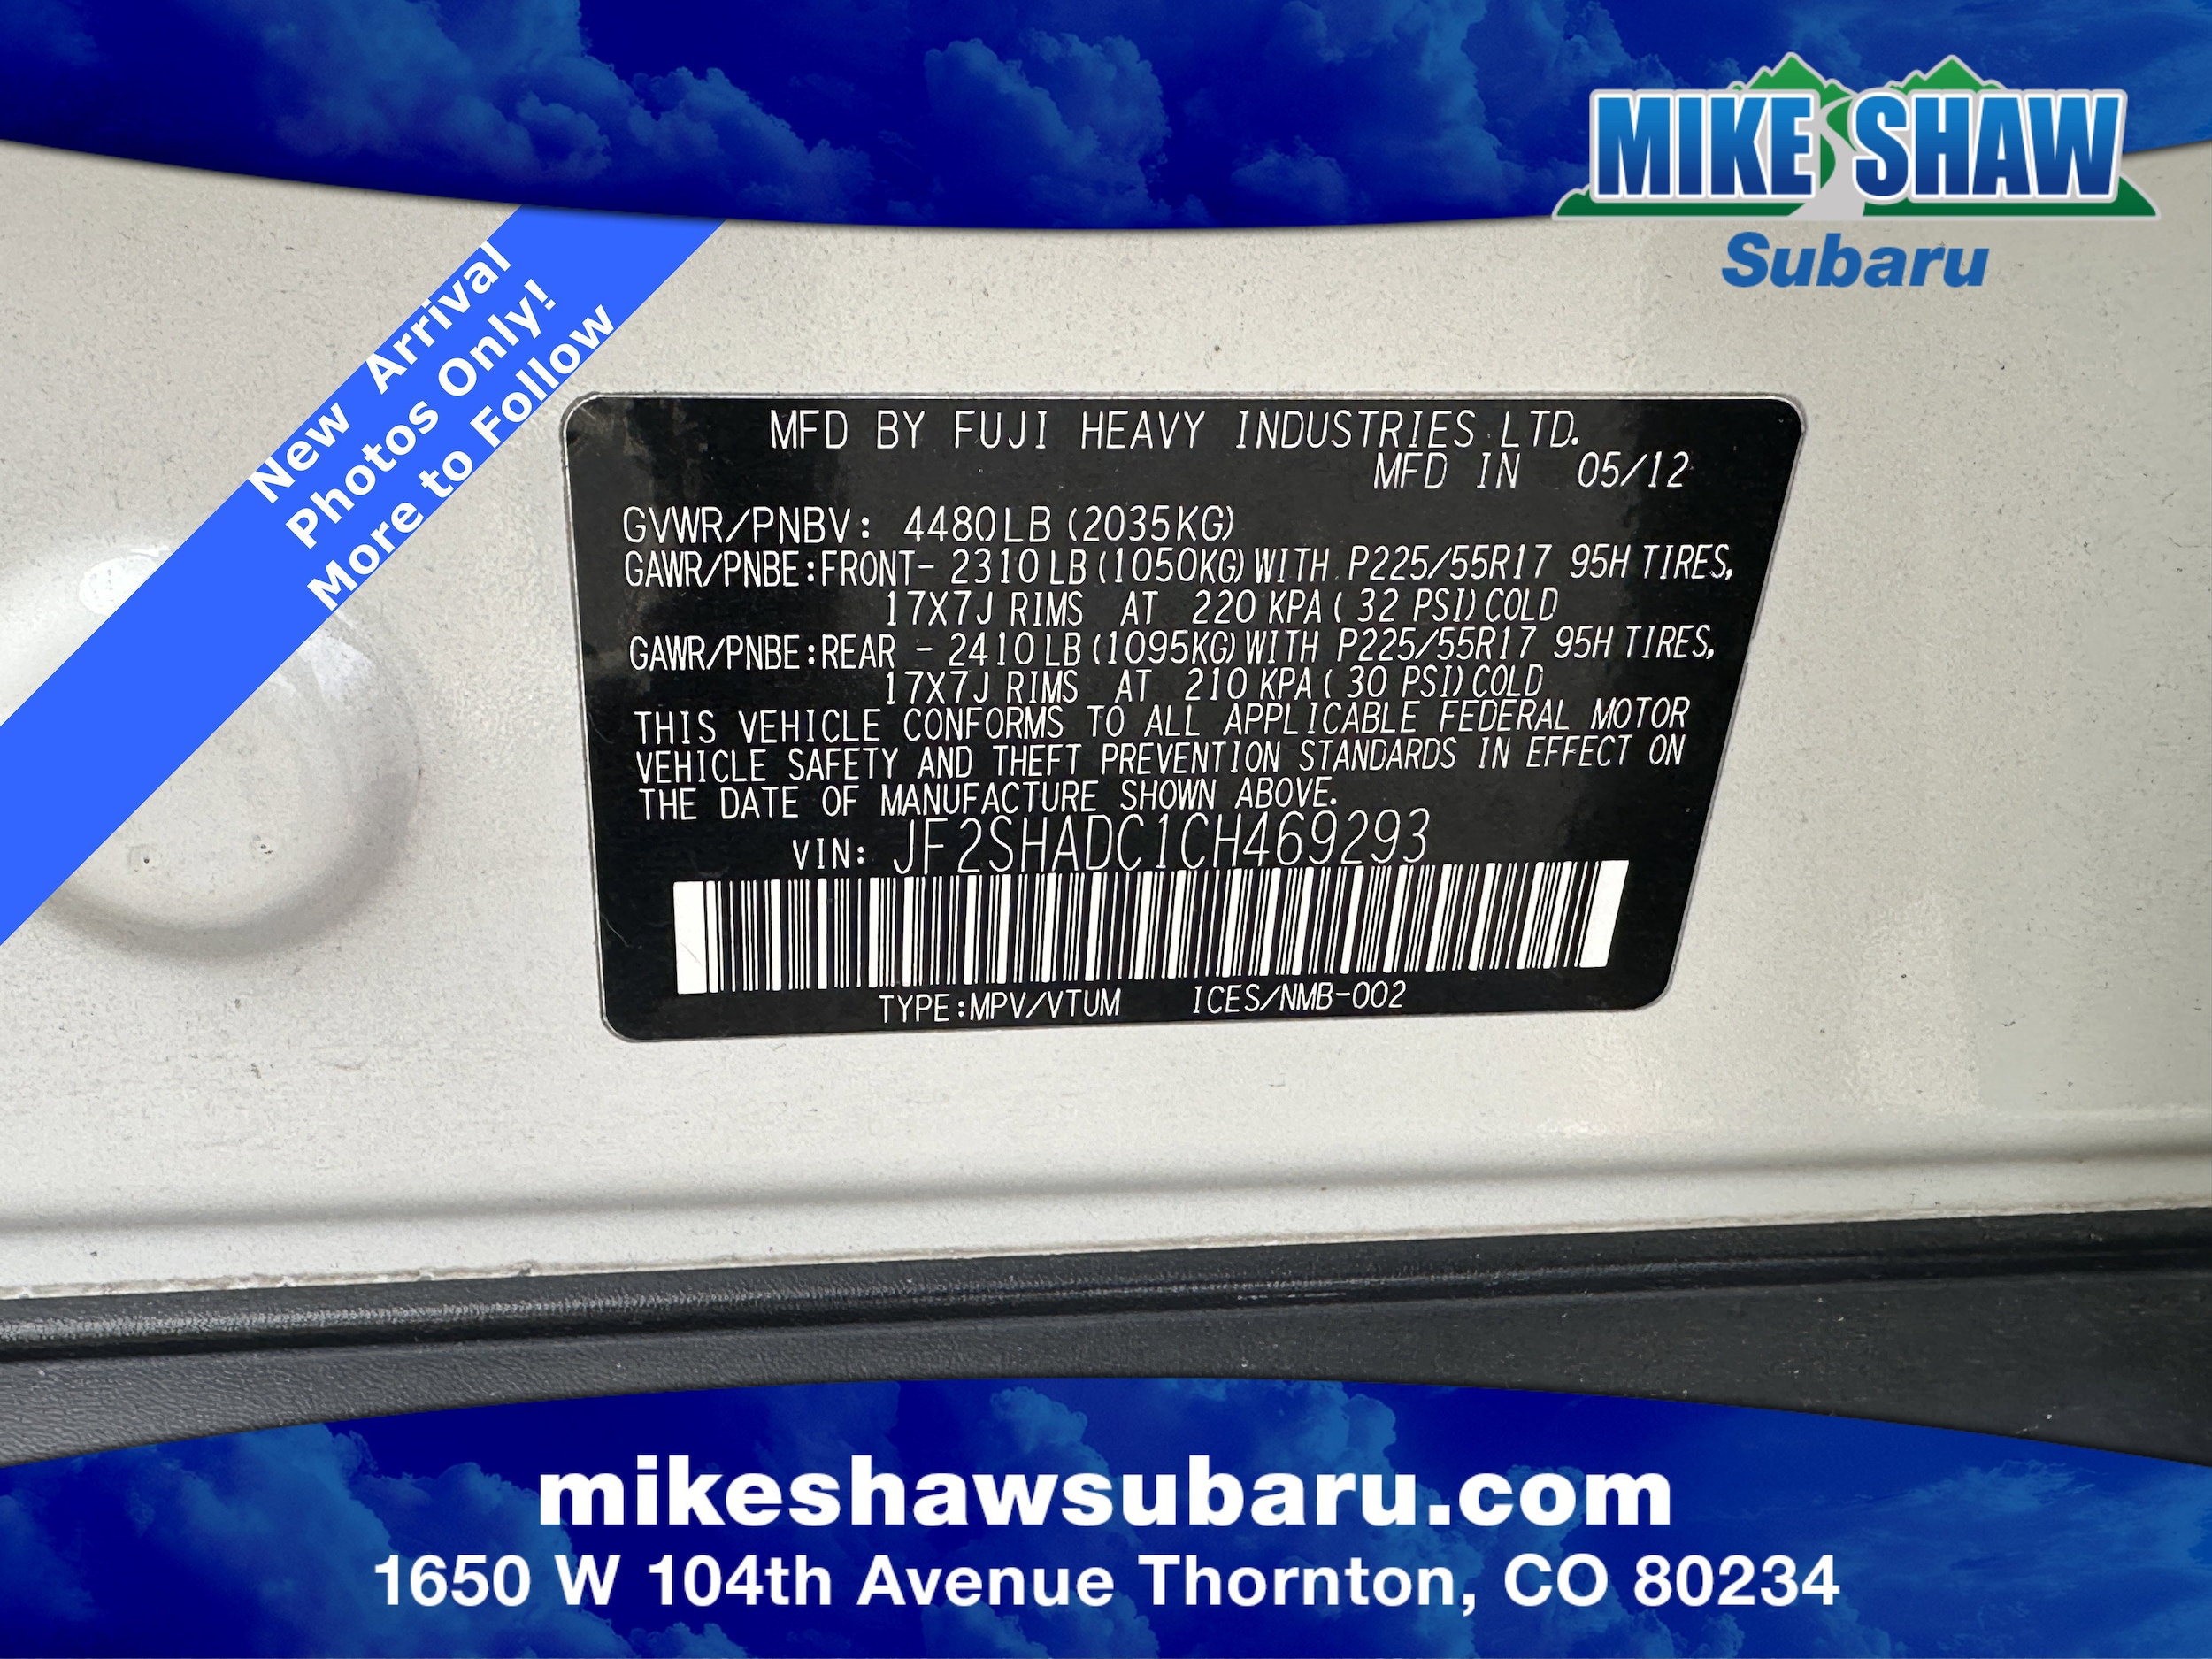 MIKE SHAW
Subaru
New Arrival
Photos Only!
More to Follow
MFD BY FUJI HEAVY INDUSTRIES LTD.
MFD IN 05/12
GVWR/PNBV: 4480LB (2035KG)
GAWR/PNBE:FRONT- 2310LB (1050KG) WITH P225/55R17 95H TIRES,
17X7J RIMS AT 220 KPA ( 32 PSI) COLD
GAWR/PNBE:REAR - 2410LB (1095KG) WITH P225/55R17 95H TIRES,
17X7J RIMS AT 210 KPA ( 30 PSI) COLD
THIS VEHICLE CONFORMS TO ALL APPLICABLE FEDERAL MOTOR
VEHICLE SAFETY AND THEFT PREVENTION STANDARDS IN EFFECT ON
THE DATE OF MANUFACTURE SHOWN ABOVE.
VIN: JF2SHADC1CH469293
TYPE:MPV/VTUM ICES/NMB-002
mikeshawsubaru.com
1650 W 104th Avenue Thornton, CO 80234